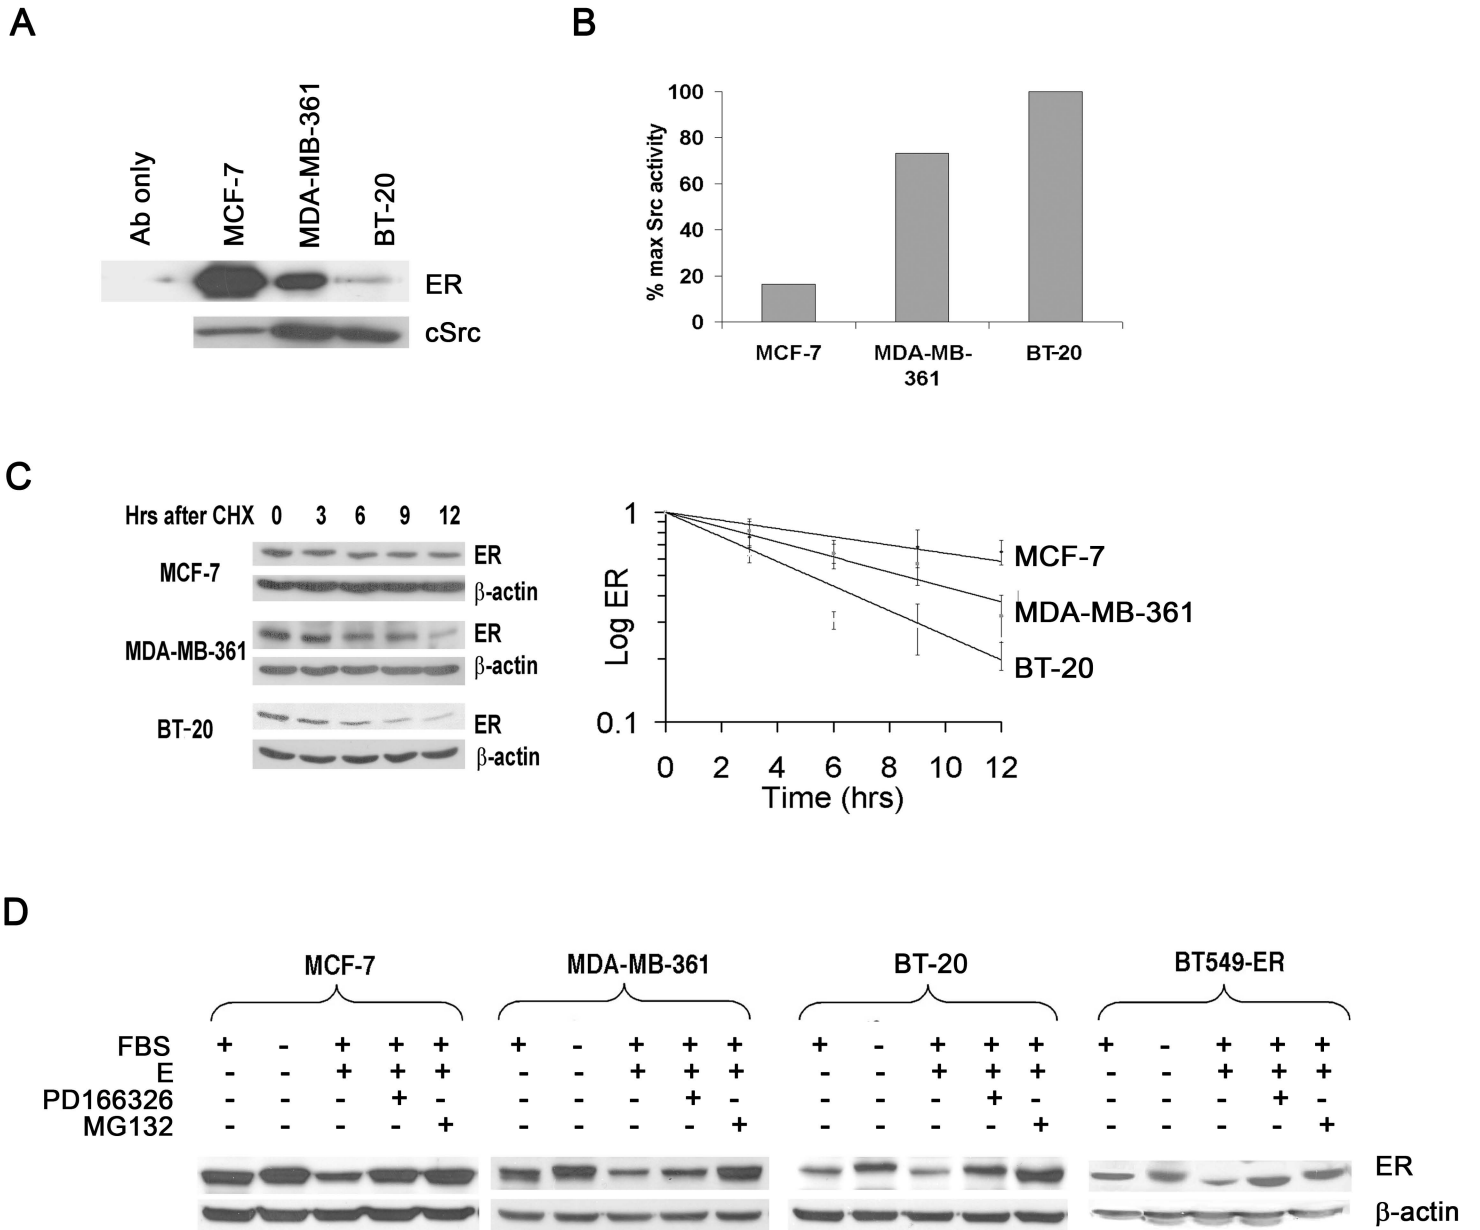 A
Ab only
MCF-7
MDA-MB-361
BT-20
ER
cSrc
B
% max Src activity
100
80
60
40
20
0
MCF-7
MDA-MB-
361
BT-20
C
Hrs after CHX 0 3 6 9 12
MCF-7
ER
β-actin
MDA-MB-361
ER
β-actin
BT-20
ER
β-actin
Log ER
1
0.1
MCF-7
MDA-MB-361
BT-20
0 2 4 6 8 10 12
Time (hrs)
D
MCF-7 MDA-MB-361 BT-20 BT549-ER
FBS + - + + + + - + + + + - + + + + - + + +
E - - + + + - - + + + - - + + + - - + + +
PD166326 - - - + - - - - + - - - - + - - - - + -
MG132 - - - - + - - - - + - - - - + - - - - +
ER
β-actin